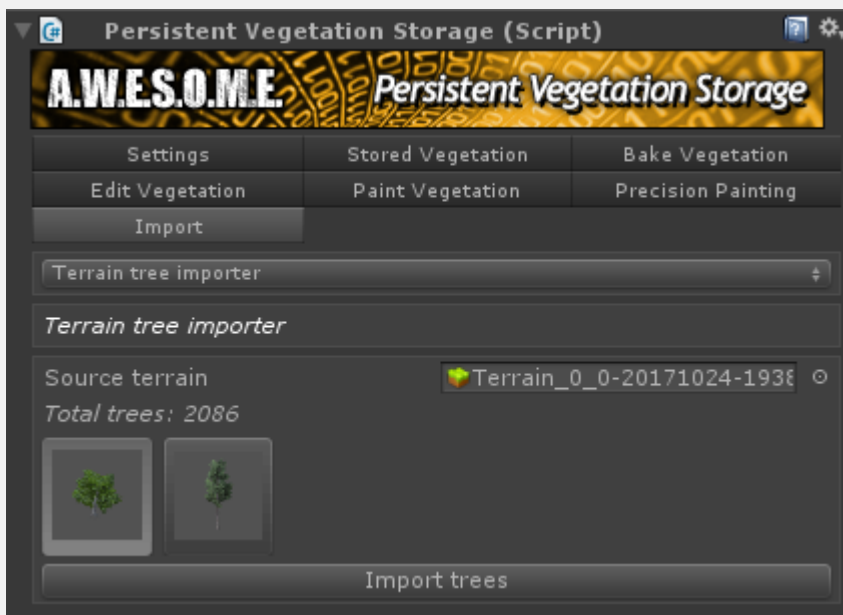 Persistent Vegetation Storage (Script)
A.W.E.S.O.M.E. Persistent Vegetation Storage
Settings Stored Vegetation Bake Vegetation
Edit Vegetation Paint Vegetation Precision Painting
Import
Terrain tree importer
Terrain tree importer
Source terrain Terrain_0_0-20171024-1938
Total trees: 2086
Import trees